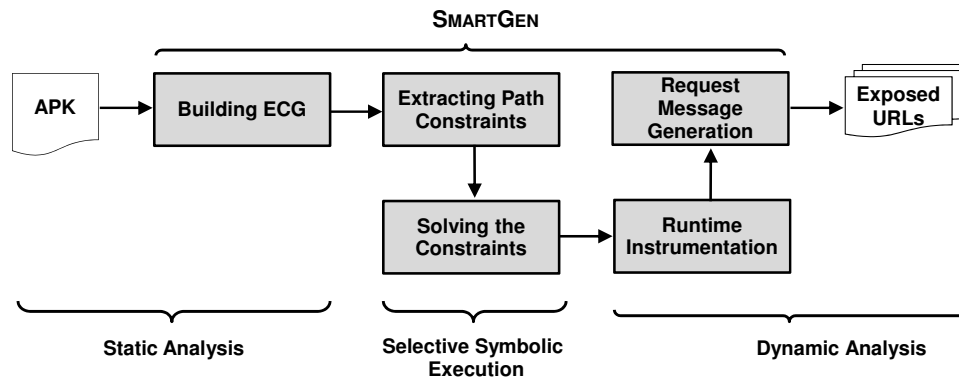 SMARTGEN
APK
Building ECG
Extracting Path
Constraints
Request
Message
Generation
Exposed
URLs
Solving the
Constraints
Runtime
Instrumentation
Static Analysis
Selective Symbolic
Execution
Dynamic Analysis